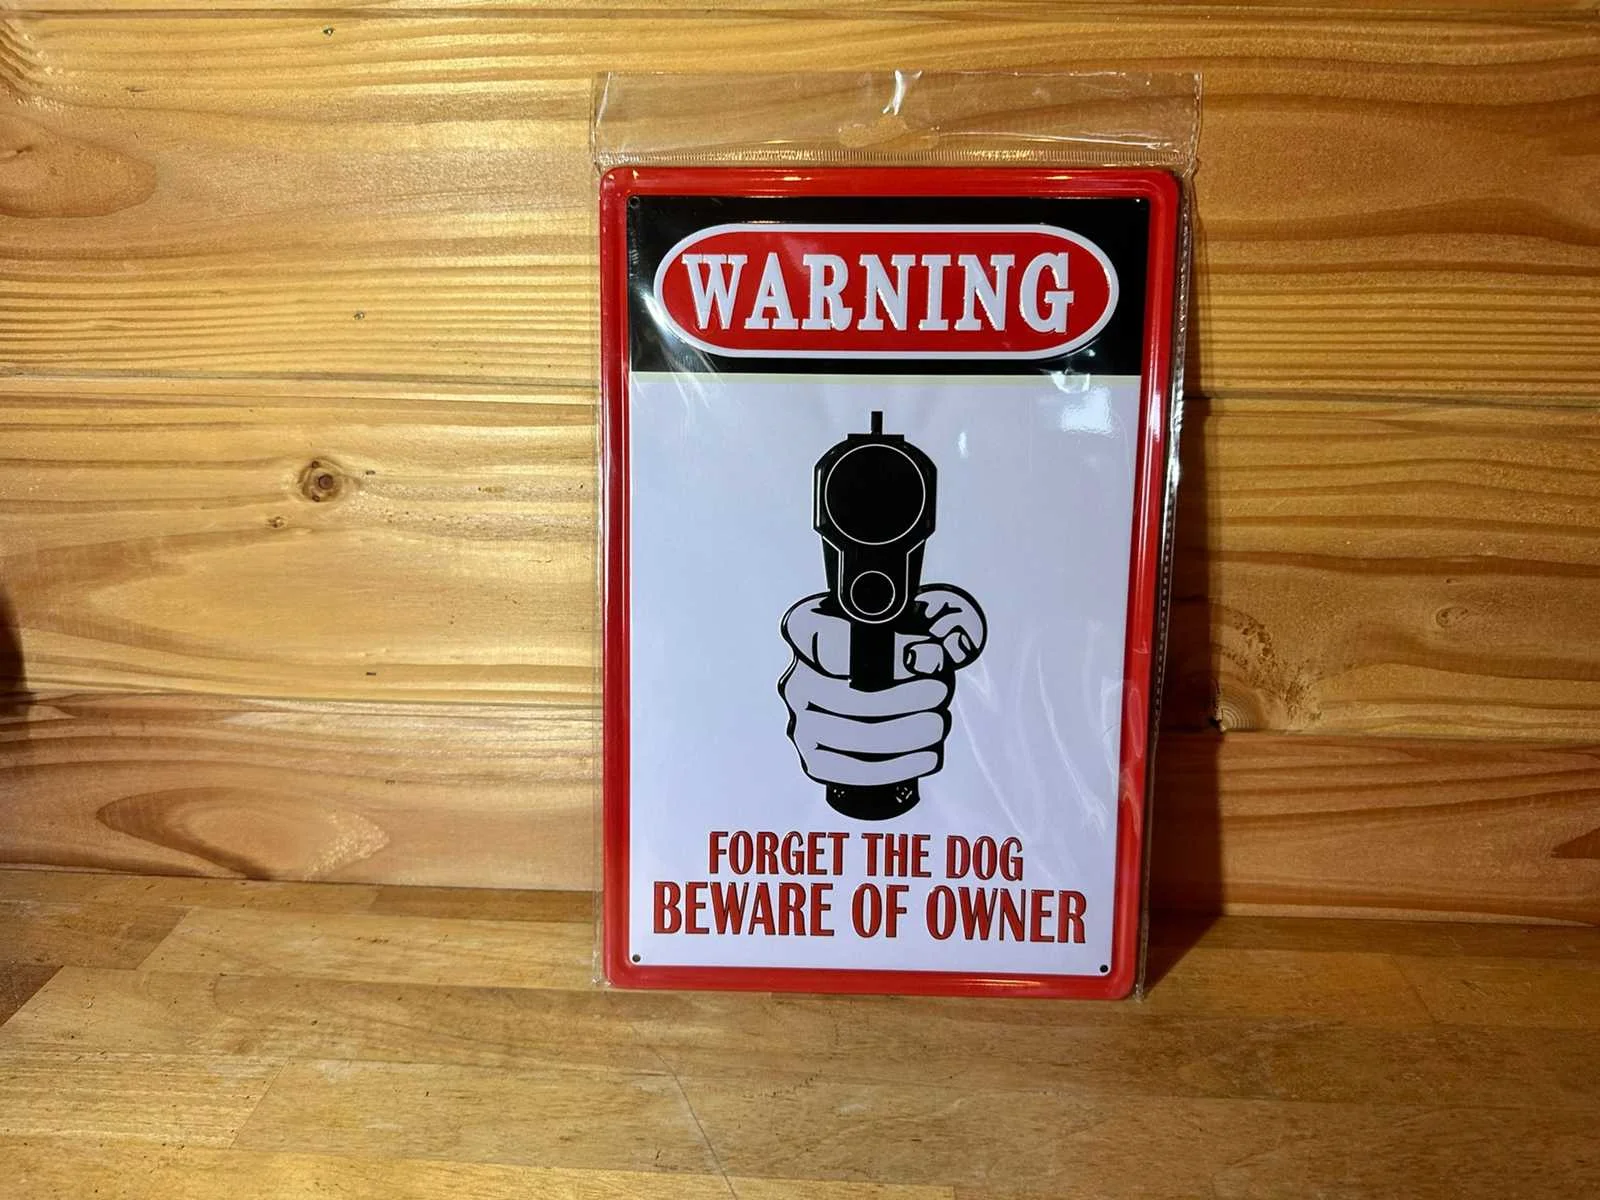 WARNING
FORGET THE DOG
BEWARE OF OWNER